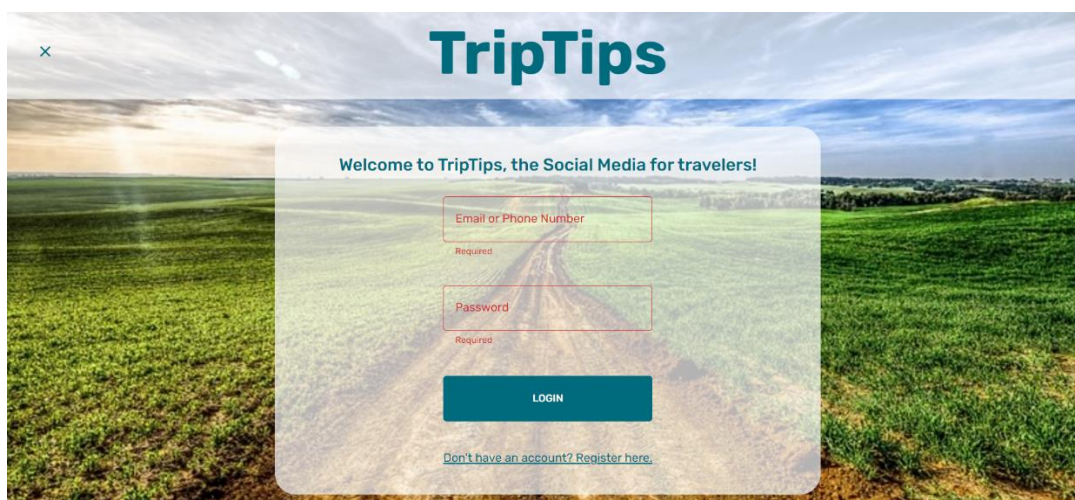 TripTips
Welcome to TripTips, the Social Media for travelers!
Email or Phone Number
Required
Password
Required
LOGIN
Don't have an account? Register here.